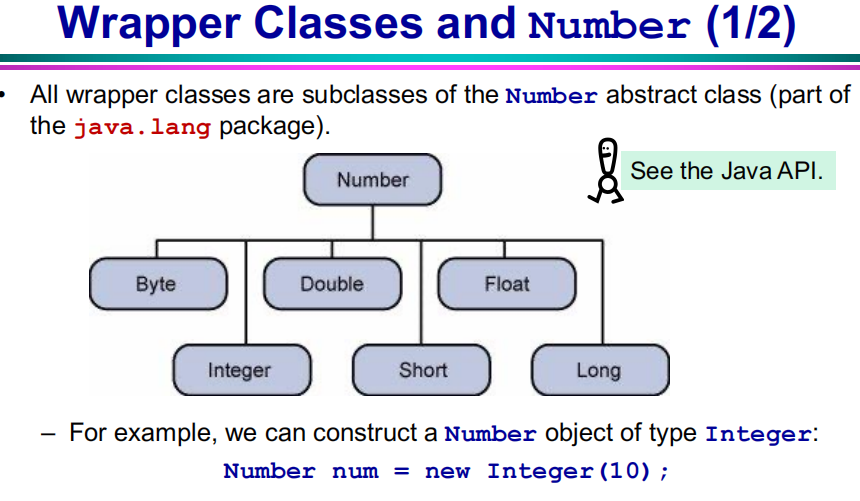 Wrapper Classes and Number (1/2)
• All wrapper classes are subclasses of the Number abstract class (part of
the java.lang package).
See the Java API.
Number
Byte
Double
Float
Integer
Short
Long
– For example, we can construct a Number object of type Integer:
Number num = new Integer(10);